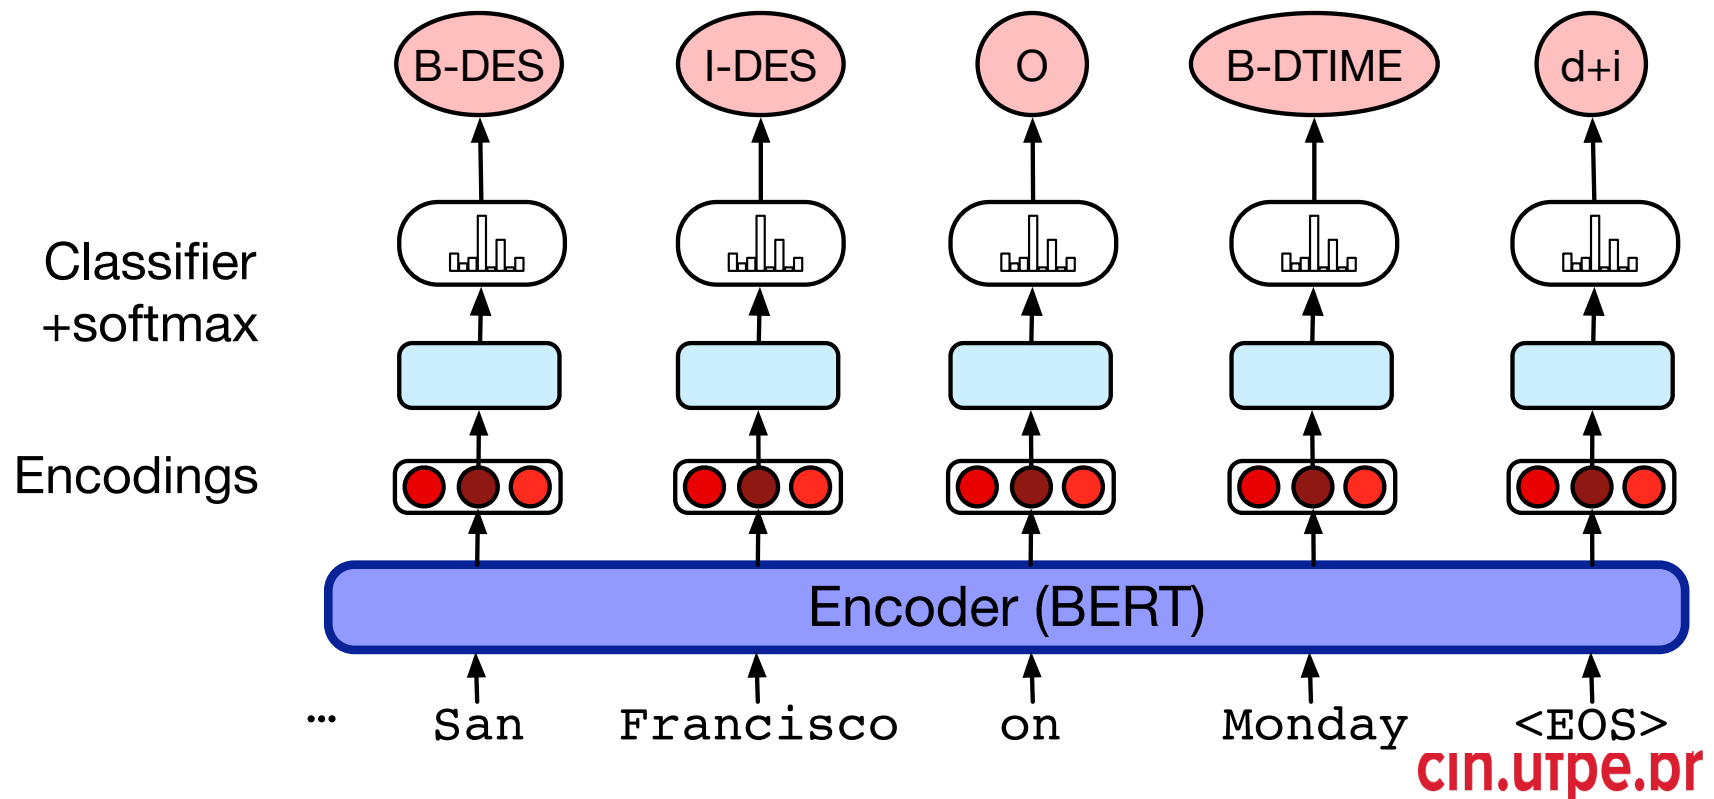 B-DES I-DES O B-DTIME d+i
Classifier
+softmax
Encodings
Encoder (BERT)
... San Francisco on Monday <EOS>
cin.ufpe.br